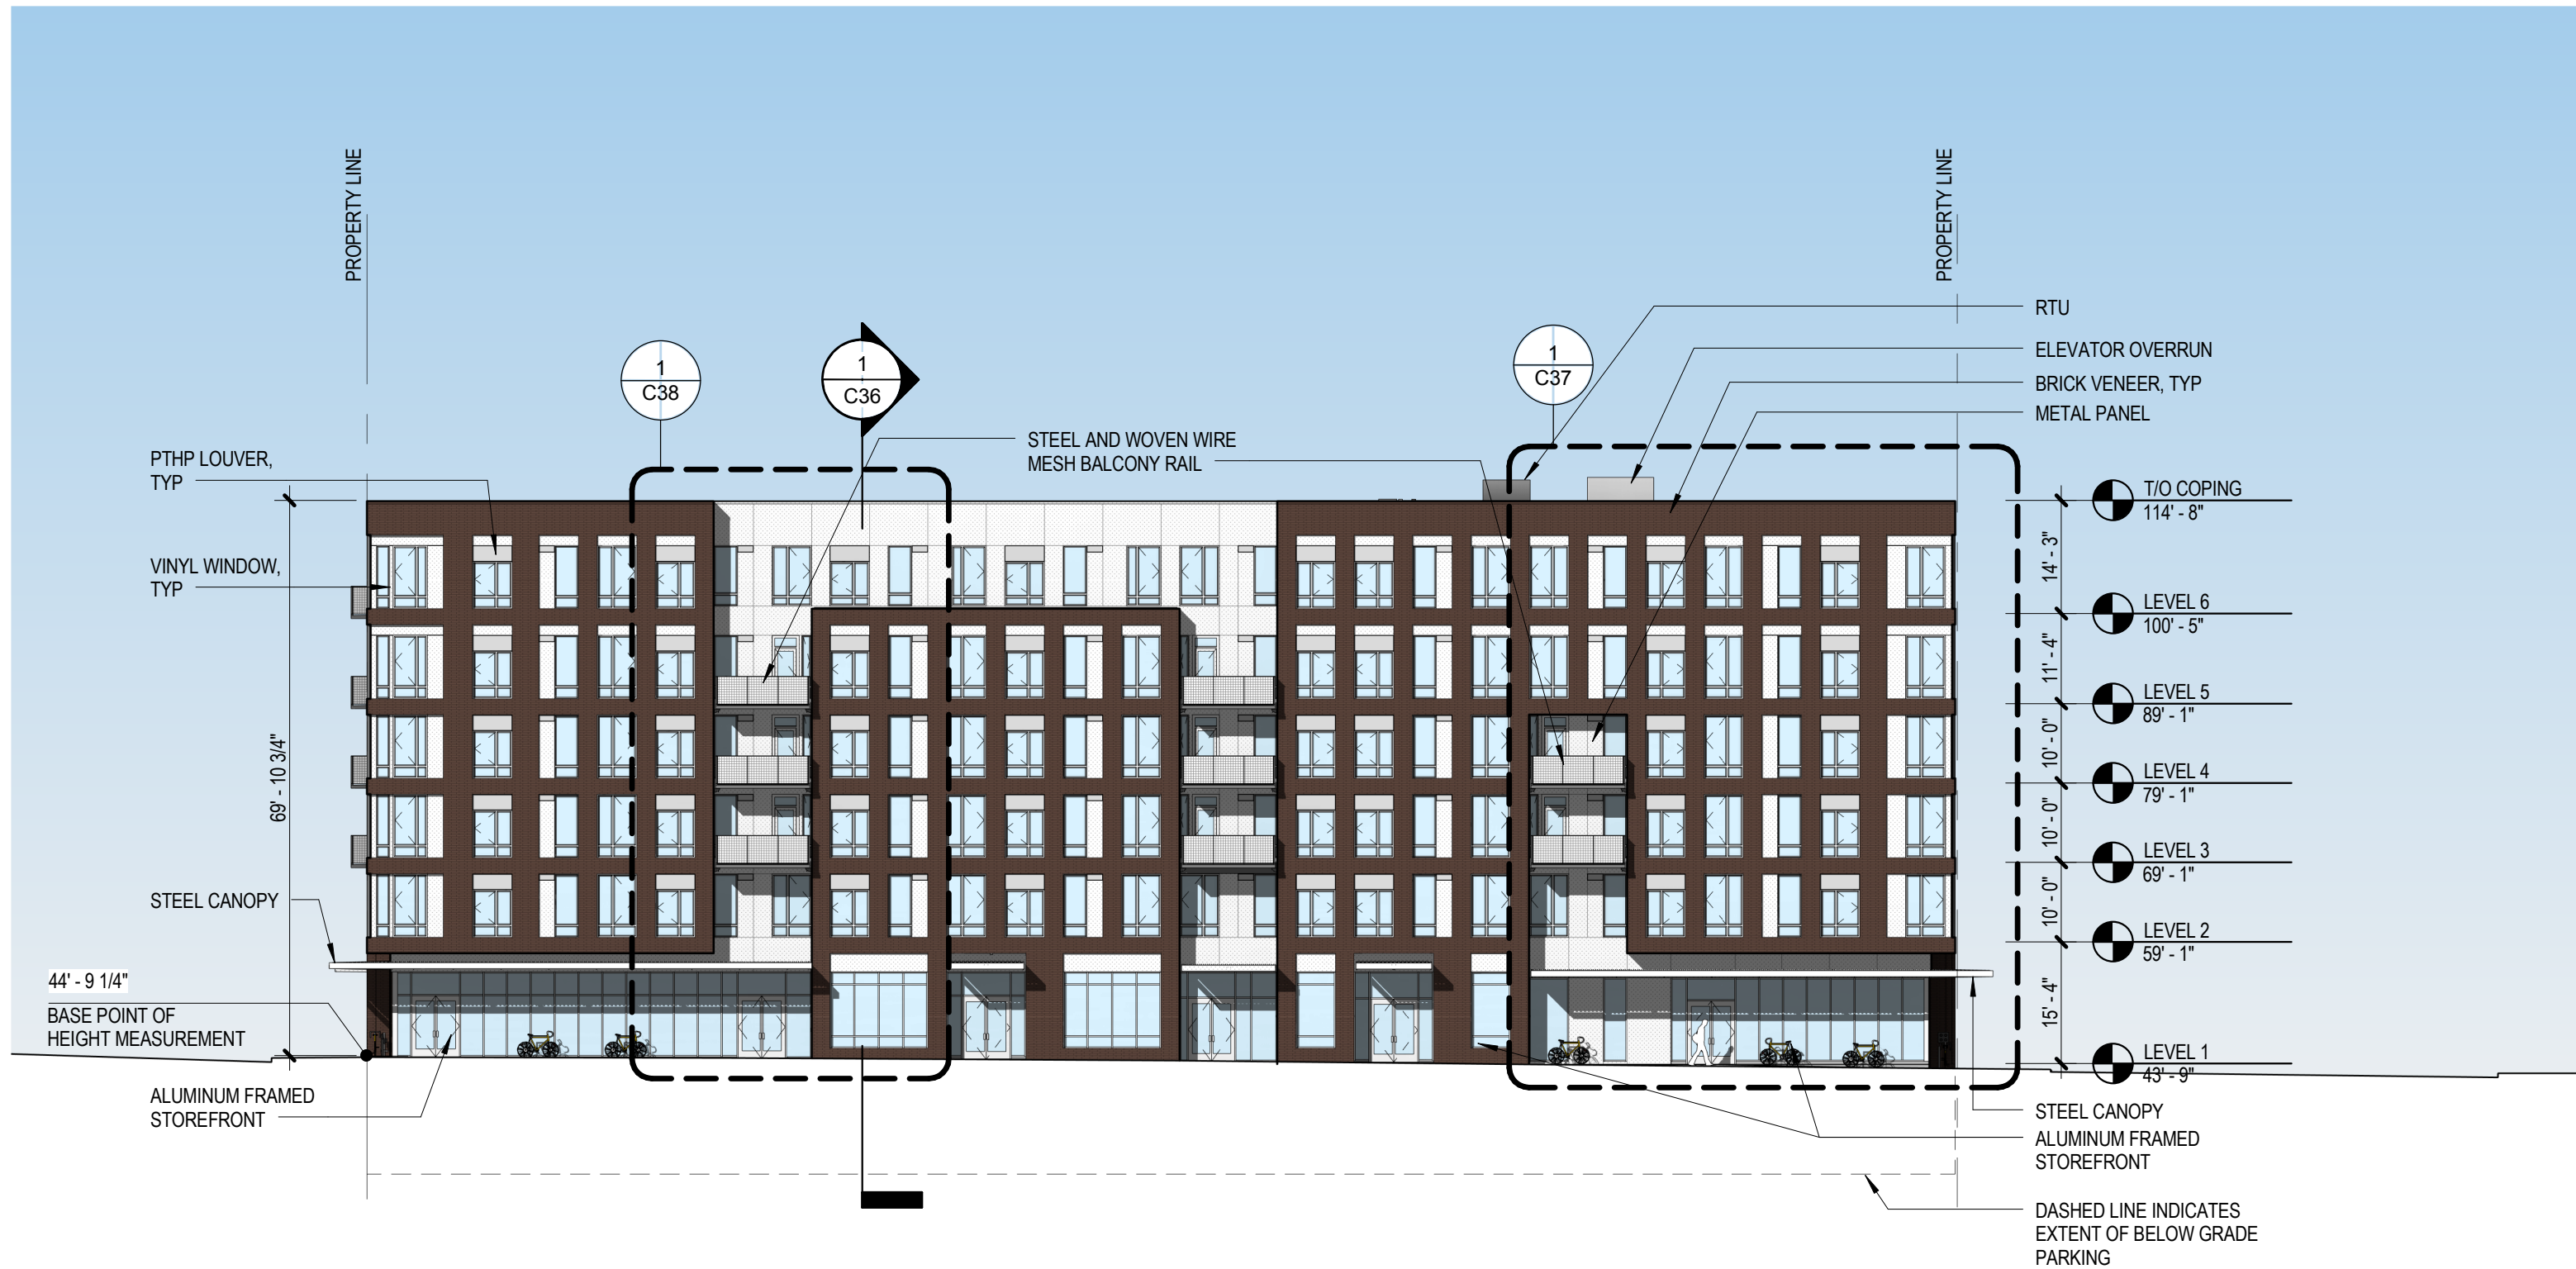 PROPERTY LINE
PROPERTY LINE
RTU
ELEVATOR OVERRUN
BRICK VENEER, TYP
METAL PANEL
1
C38
1
C36
1
C37
STEEL AND WOVEN WIRE
MESH BALCONY RAIL
PTHP LOUVER,
TYP
VINYL WINDOW,
TYP
69' - 10 3/4"
STEEL CANOPY
44' - 9 1/4"
BASE POINT OF
HEIGHT MEASUREMENT
ALUMINUM FRAMED
STOREFRONT
T/O COPING
114' - 8"
14' - 3"
LEVEL 6
100' - 5"
11' - 4"
LEVEL 5
89' - 1"
10' - 0"
LEVEL 4
79' - 1"
10' - 0"
LEVEL 3
69' - 1"
10' - 0"
LEVEL 2
59' - 1"
15' - 4"
LEVEL 1
43' - 9"
STEEL CANOPY
ALUMINUM FRAMED
STOREFRONT
DASHED LINE INDICATES
EXTENT OF BELOW GRADE
PARKING